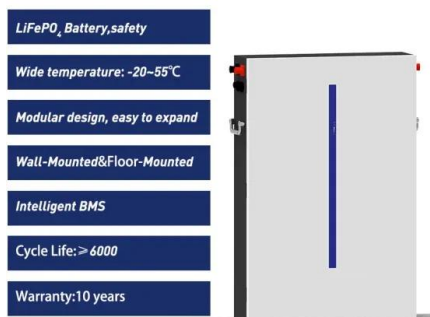 LiFePO₄ Battery,safety
Wide temperature: -20~55℃
Modular design, easy to expand
Wall-Mounted&Floor-Mounted
Intelligent BMS
Cycle Life:≥6000
Warranty:10 years